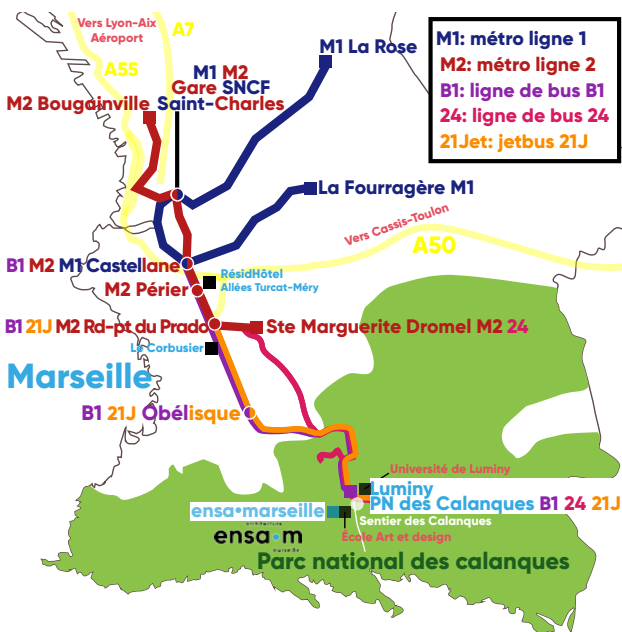 Vers Lyon-Aix
Aéroport
A7
A55
M1 La Rose
M1: métro ligne 1
M2: métro ligne 2
B1: ligne de bus B1
24: ligne de bus 24
21Jet: jetbus 21J
M1 M2
Gare SNCF
M2 Bougainville Saint-Charles
La Fourragère M1
Vers Cassis-Toulon
A50
B1 M2 M1 Castellane
RésidHôtel
Allées Turcat-Méry
M2 Périer
B1 21J M2 Rd-pt du Prado
Ste Marguerite Dromel M2 24
Le Corbusier
Marseille
B1 21J Obélisque
Université de Luminy
Luminy
PN des Calanques B1 24 21J
ensa•marseille
Sentier des Calanques
architecture
ensa•m
marseille
École Art et design
Parc national des calanques